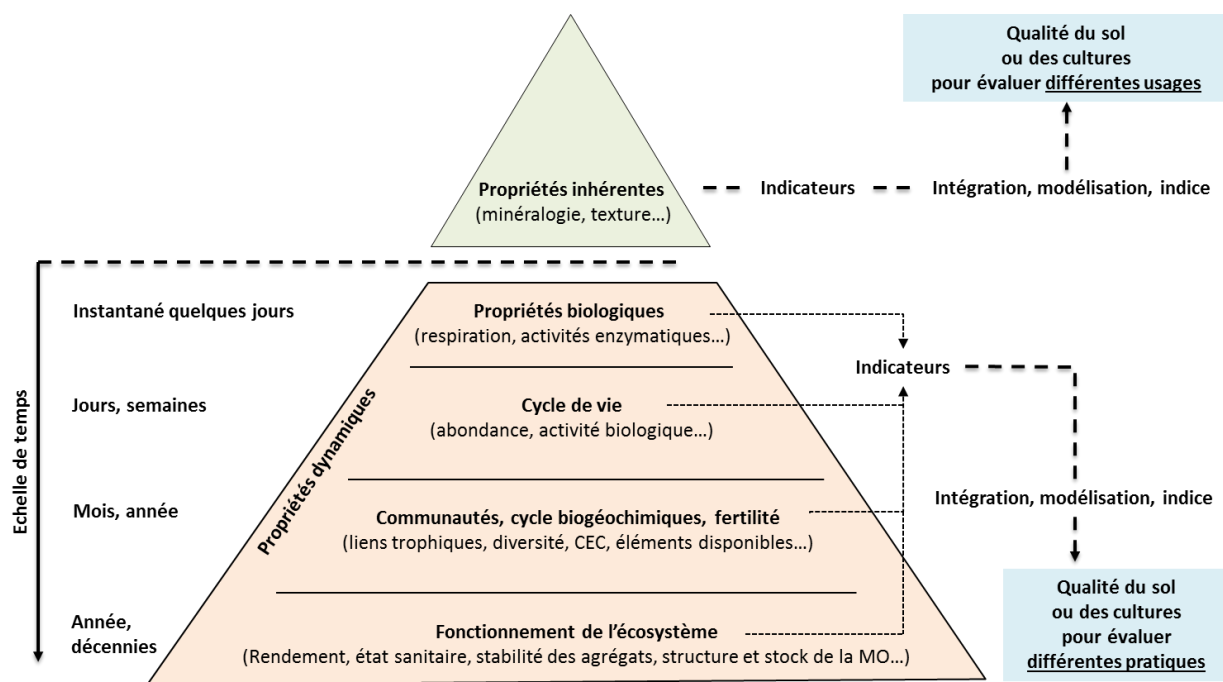 Qualité du sol
ou des cultures
pour évaluer différentes usages
Propriétés inhérentes
(minéralogie, texture...)
Indicateurs
Intégration, modélisation, indice
Echelle de temps
Instantané quelques jours
Jours, semaines
Mois, année
Année,
décennies
Propriétés dynamiques
Propriétés biologiques
(respiration, activités enzymatiques...)
Cycle de vie
(abondance, activité biologique...)
Communautés, cycle biogéochimiques, fertilité
(liens trophiques, diversité, CEC, éléments disponibles...)
Fonctionnement de l'écosystème
(Rendement, état sanitaire, stabilité des agrégats, structure et stock de la MO...)
Indicateurs
Intégration, modélisation, indice
Qualité du sol
ou des cultures
pour évaluer
différentes pratiques